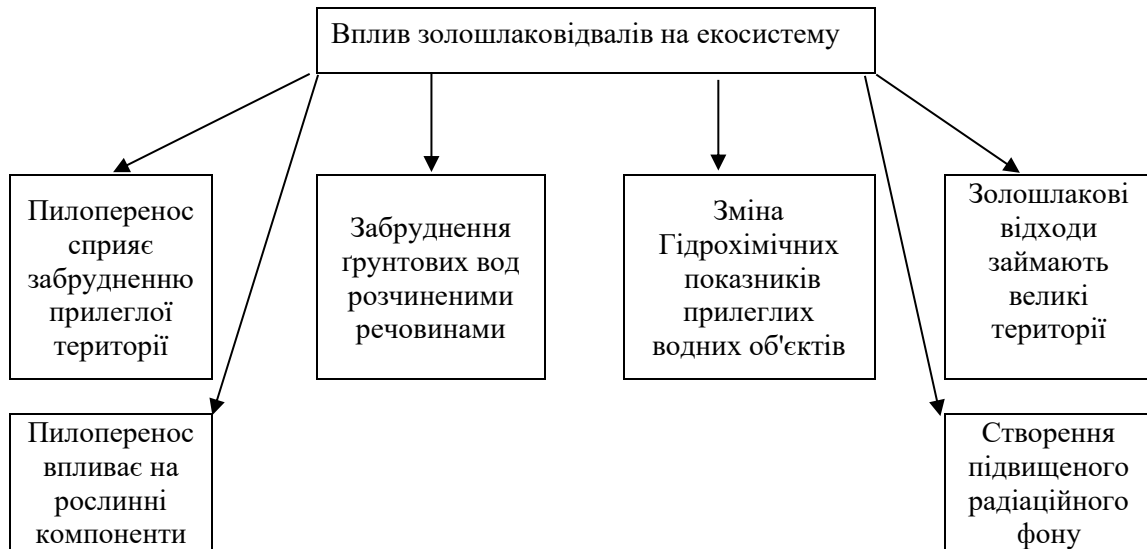 Вплив золошлаковідвалів на екосистему
Пилоперенос
сприяє
забрудненню
прилеглої
території
Забруднення
ґрунтових вод
розчиненими
речовинами
Зміна
Гідрохімічних
показників
прилеглих
водних об'єктів
Золошлакові
відходи
займають
великі
території
Пилоперенос
впливає на
рослинні
компоненти
Створення
підвищеного
радіаційного
фону